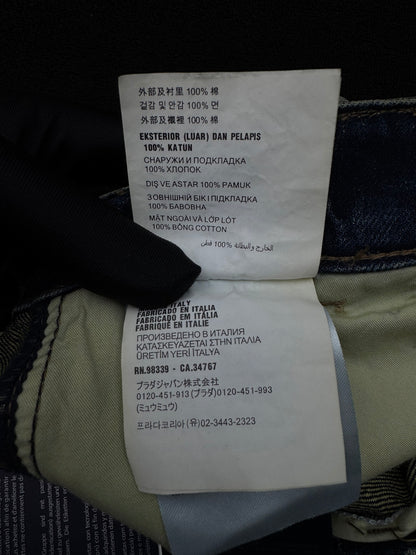 外部及衬里 100% 棉
겉감 및 안감 100% 면
外部及襯裡 100% 棉
EKSTERIOR (LUAR) DAN PELAPIS
100% KATUN
СНАРУЖИ И ПОДКЛАДКА
100% ХЛОПОК
DIŞ VE ASTAR 100% PAMUK
ЗОВНІШНІЙ БІК І ПІДКЛАДКА
100% БАВОВНА
MẶT NGOÀI VÀ LỚP LÓT
100% BÔNG COTTON
الخارج والبطانة 100% قطن
ITALY
FABRICADO EN ITALIA
FABRICADO EM ITÁLIA
FABRIQUÉ EN ITALIE
ПРОИЗВЕДЕНО В ИТАЛИЯ
ΚΑΤΑΣΚΕΥΑΖΕΤΑΙ ΣΤΗΝ ΙΤΑΛΙΑ
ÜRETİM YERİ İTALYA
RN.98339 - CA.34767
プラダジャパン株式会社
0120-451-913 (プラダ) 0120-451-993
(ミュウミュウ)
프라다코리아 (유) 02-3443-2323